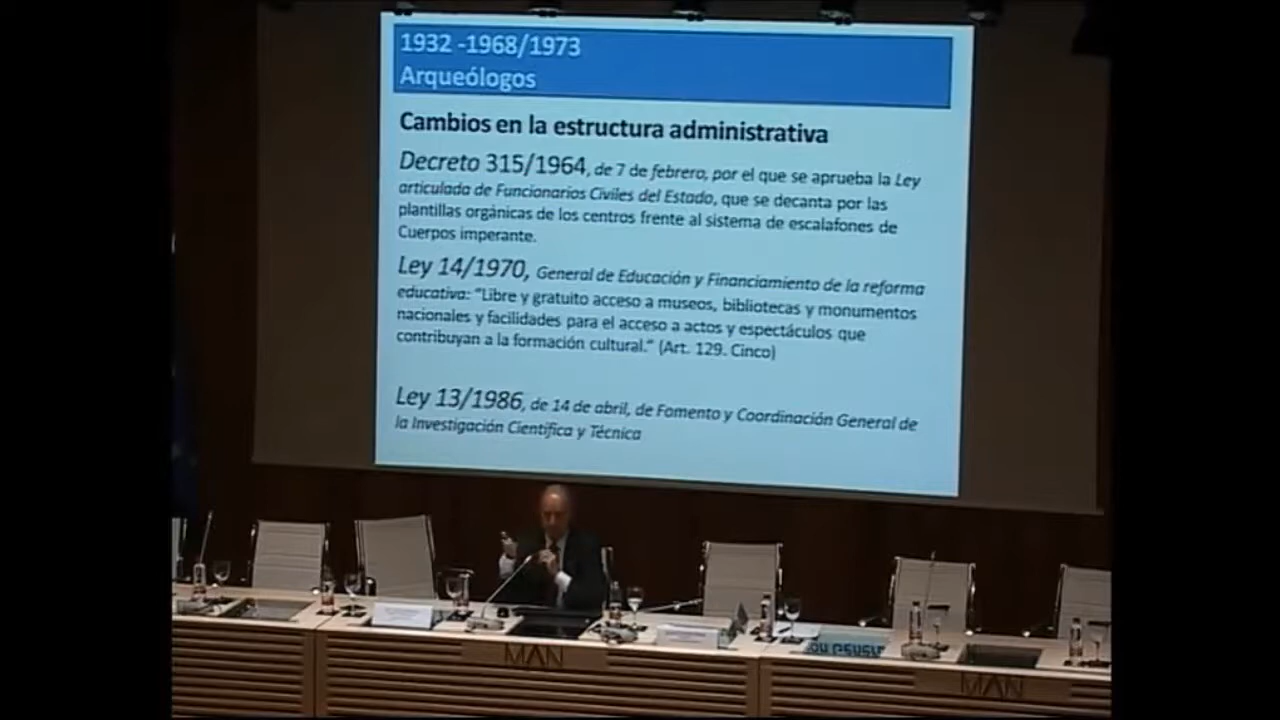 1932 -1968/1973
Arqueólogos
Cambios en la estructura administrativa
Decreto 315/1964, de 7 de febrero, por el que se aprueba la Ley
articulada de Funcionarios Civiles del Estado, que se decanta por las
plantillas orgánicas de los centros frente al sistema de escalafones de
Cuerpos imperante.
Ley 14/1970, General de Educación y Financiamiento de la reforma
educativa: "Libre y gratuito acceso a museos, bibliotecas y monumentos
nacionales y facilidades para el acceso a actos y espectáculos que
contribuyan a la formación cultural." (Art. 129. Cinco)
Ley 13/1986, de 14 de abril, de Fomento y Coordinación General de
la Investigación Científica y Técnica
MAN
MAN